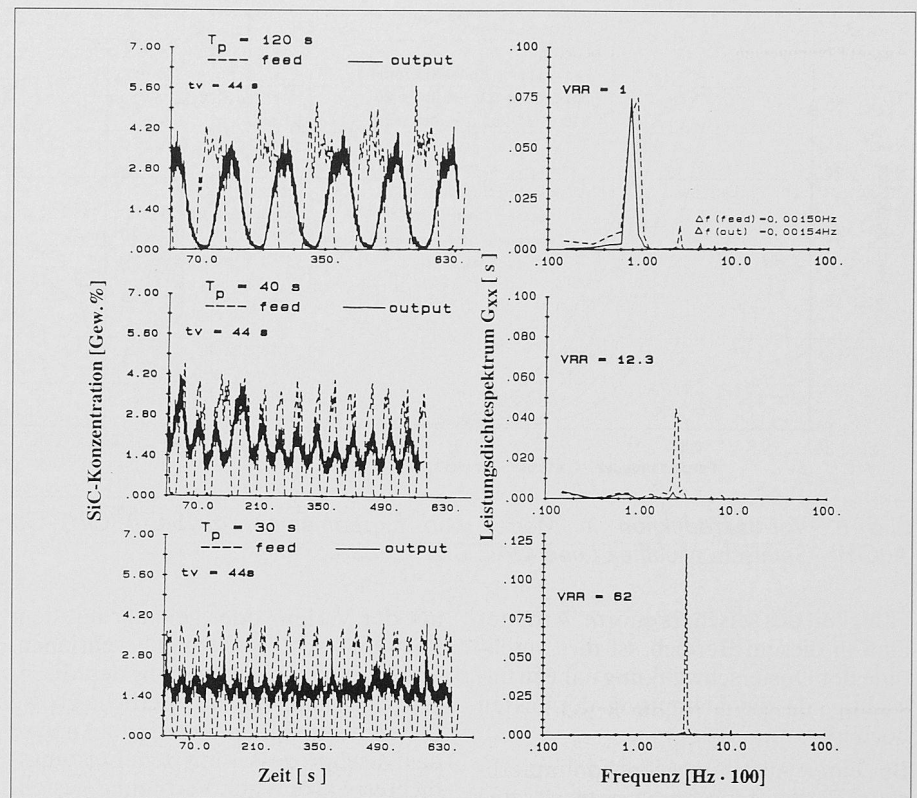 7.00
5.60
4.20
2.80
1.40
.000
70.0
350.
630.
Tp = 120 s
feed
output
tv = 44 s
.100
.075
.050
.025
.000
.100
1.00
10.0
100.
VRR = 1
Δf (feed) =0, 00150Hz
Δf (out) =0, 00154Hz
7.00
5.60
4.20
2.80
1.40
.000
70.0
210.
350.
490.
630.
Tp = 40 s
feed
output
tv = 44 s
.100
.080
.060
.040
.020
.000
.100
1.00
10.0
100.
VRR = 12.3
7.00
5.60
4.20
2.80
1.40
.000
70.0
210.
350.
490.
630.
Tp = 30 s
feed
output
tv = 44s
.125
.100
.075
.050
.025
.000
.100
1.00
10.0
100.
VRR = 62
SiC-Konzentration [Gew.%]
Leistungsdichtespektrum Gxx [ s ]
Zeit [ s ]
Frequenz [Hz · 100]